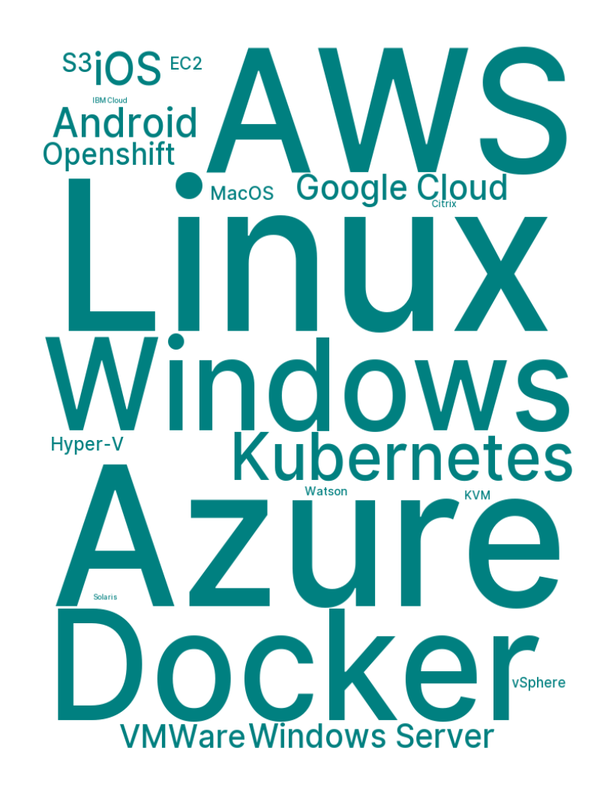 S3 iOS EC2 AWS
IBM Cloud
Android
Openshift
MacOS Google Cloud
Citrix
Linux
Windows
Hyper-V Kubernetes
Watson KVM
Azure
Solaris
Docker
vSphere
VMWare Windows Server